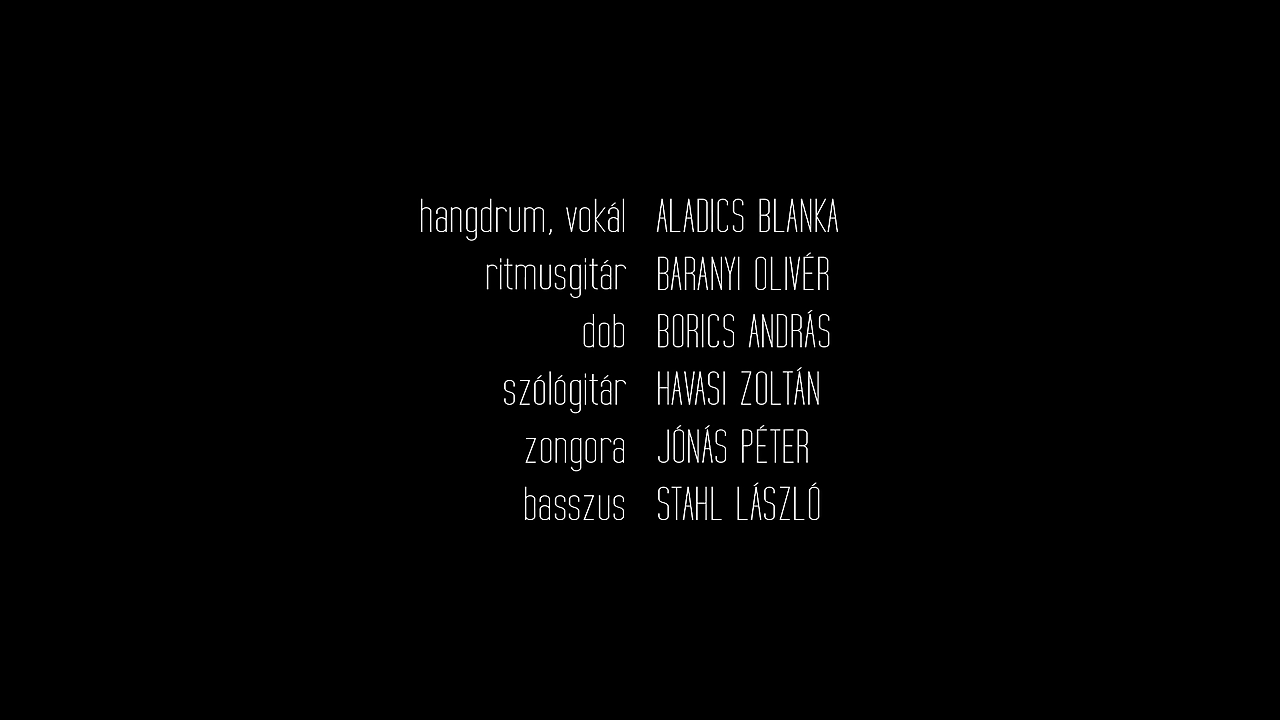 hangdrum, vokál ALADICS BLANKA
ritmusgitár BARANYI OLIVÉR
dob BORICS ANDRÁS
szólógitár HAVASI ZOLTÁN
zongora JÓNÁS PÉTER
basszus STAHL LÁSZLÓ